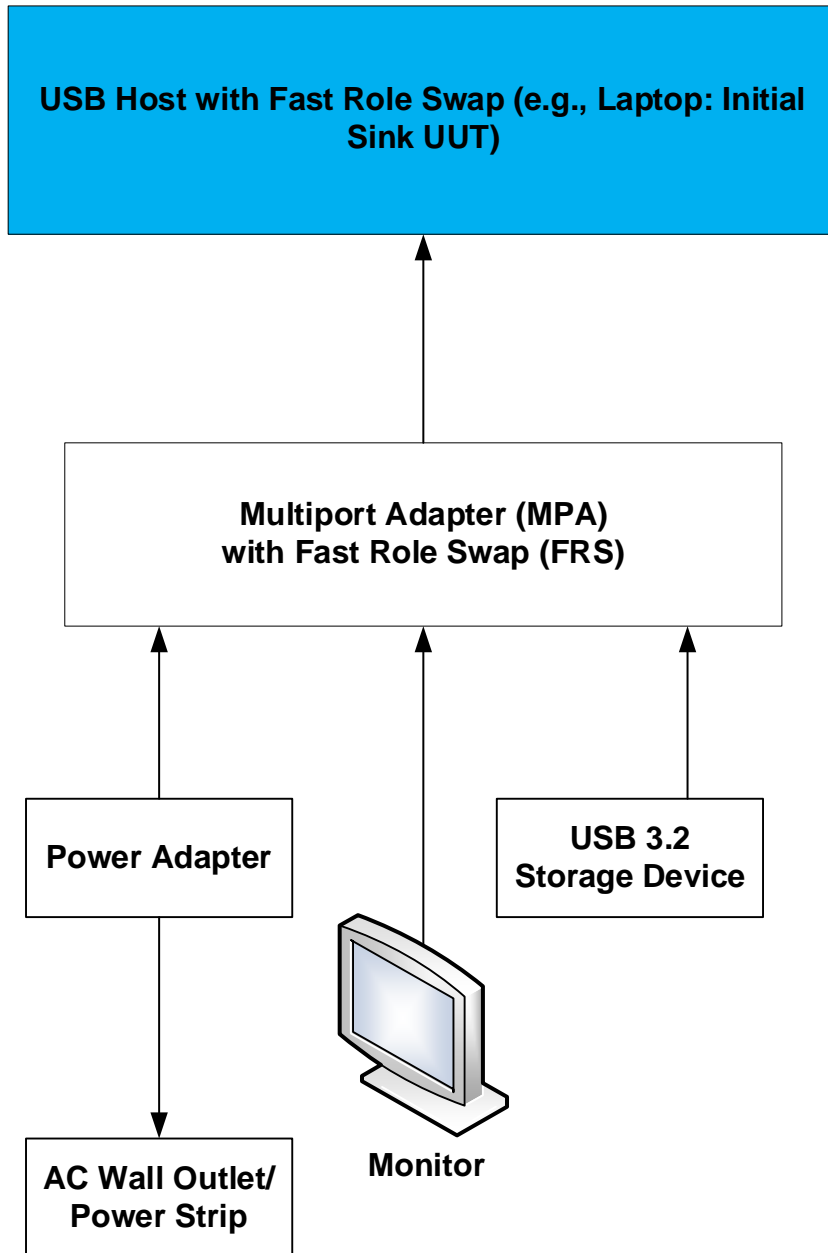 USB Host with Fast Role Swap (e.g., Laptop: Initial
Sink UUT)
Multiport Adapter (MPA)
with Fast Role Swap (FRS)
Power Adapter
USB 3.2
Storage Device
Monitor
AC Wall Outlet/
Power Strip